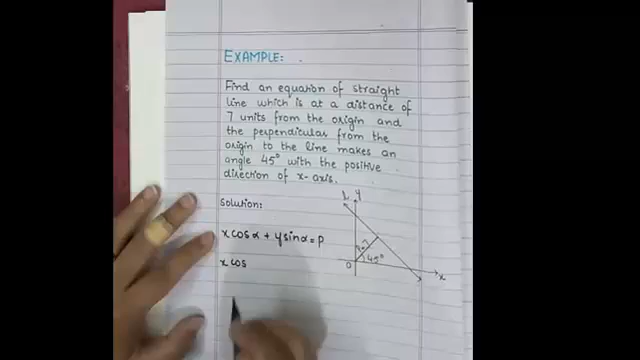 EXAMPLE:
Find an equation of straight
line which is at a distance of
7 units from the origin and
the perpendicular from the
origin to the line makes an
angle 45° with the positive
direction of x-axis.
Solution:
x cos α + y sin α = P
x cos
L Y
7
45°
O
x